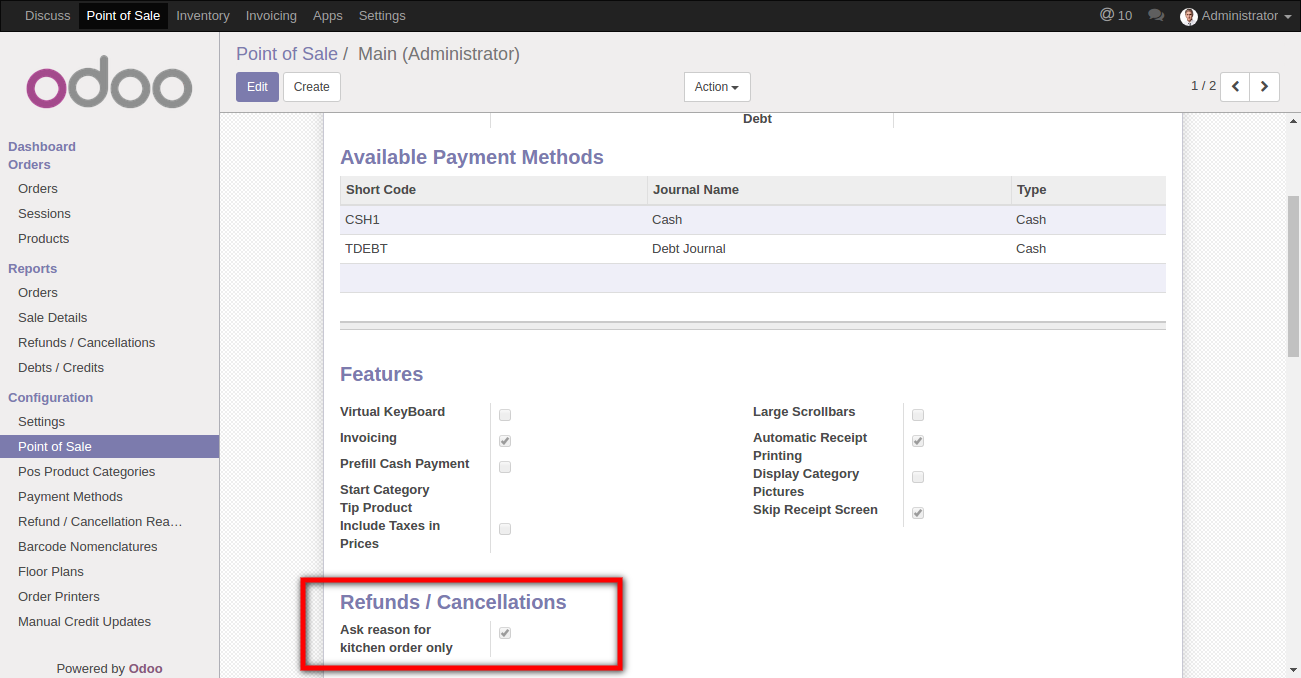 Discuss Point of Sale Inventory Invoicing Apps Settings @ 10 Administrator
odoo
Dashboard
Orders
Orders
Sessions
Products
Reports
Orders
Sale Details
Refunds / Cancellations
Debts / Credits
Configuration
Settings
Point of Sale
Pos Product Categories
Payment Methods
Refund / Cancellation Rea…
Barcode Nomenclatures
Floor Plans
Order Printers
Manual Credit Updates
Powered by Odoo
Point of Sale / Main (Administrator)
Edit Create Action 1 / 2
Debt
Available Payment Methods
Short Code Journal Name Type
CSH1 Cash Cash
TDEBT Debt Journal Cash
Features
Virtual KeyBoard
Invoicing
Prefill Cash Payment
Start Category
Tip Product
Include Taxes in
Prices
Large Scrollbars
Automatic Receipt
Printing
Display Category
Pictures
Skip Receipt Screen
Refunds / Cancellations
Ask reason for
kitchen order only